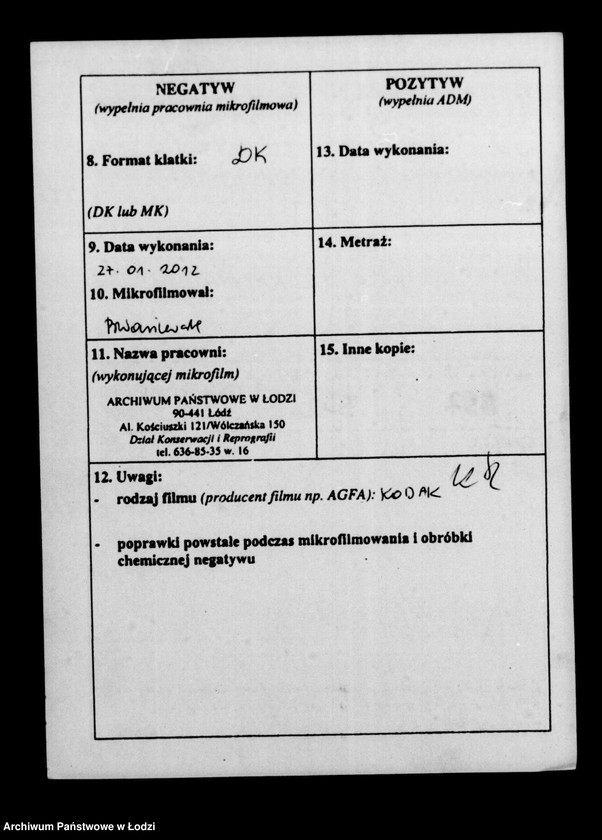 NEGATYW
(wypełnia pracownia mikrofilmowa)
8. Format klatki: DK
(DK lub MK)
9. Data wykonania:
27.01.2012
10. Mikrofilmował:
11. Nazwa pracowni:
(wykonującej mikrofilm)
ARCHIWUM PAŃSTWOWE W ŁODZI
90-441 Łódź
Al. Kościuszki 121/Wólczańska 150
Dział Konserwacji i Reprografii
tel. 636-85-35 w. 16
POZYTYW
(wypełnia ADM)
13. Data wykonania:
14. Metraż:
15. Inne kopie:
12. Uwagi:
- rodzaj filmu (producent filmu np. AGFA): KODAK
- poprawki powstałe podczas mikrofilmowania i obróbki
chemicznej negatywu
Archiwum Państwowe w Łodzi